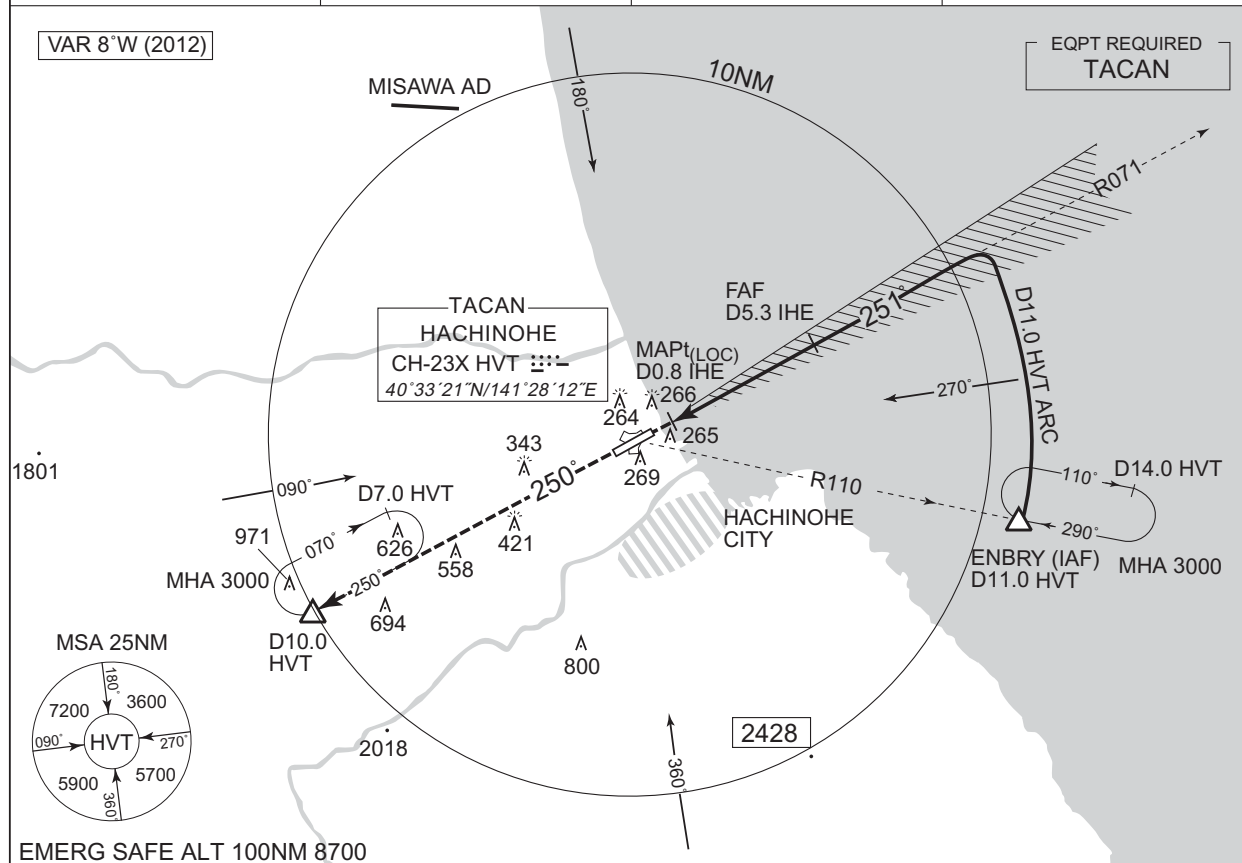 VAR 8°W (2012)
EQPT REQUIRED
TACAN
MISAWA AD
10NM
180°
R071
FAF
D5.3 IHE
251°
D11.0 HVT ARC
TACAN
HACHINOHE
CH-23X HVT
40°33´21˝N/141°28´12˝E
MAPt(LOC)
D0.8 IHE
264
266
265
269
270°
343
1801
250°
R110
110°
D14.0 HVT
090°
D7.0 HVT
HACHINOHE
CITY
290°
971
070°
626
421
558
ENBRY (IAF)
D11.0 HVT
MHA 3000
MHA 3000
250°
694
D10.0
HVT
800
MSA 25NM
180°
7200
3600
090°
HVT
270°
5900
5700
360°
2018
2428
360°
EMERG SAFE ALT 100NM 8700